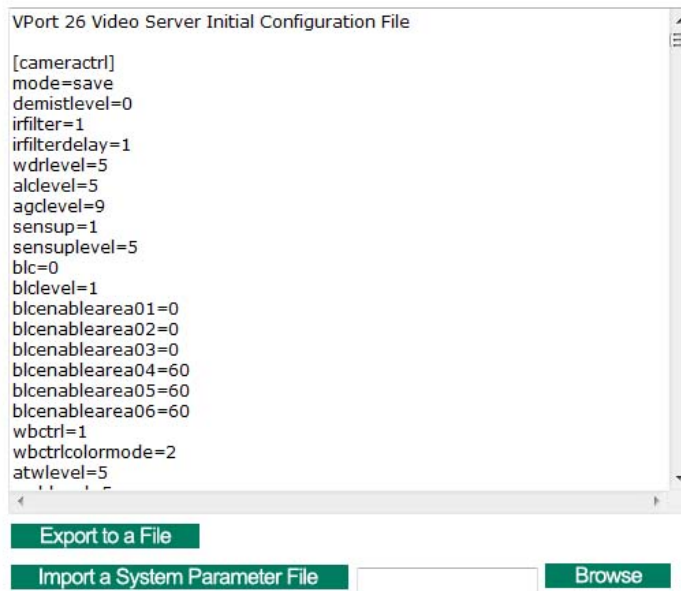 VPort 26 Video Server Initial Configuration File
[cameractrl]
mode=save
demistlevel=0
irfilter=1
irfilterdelay=1
wdrlevel=5
alclevel=5
agclevel=9
sensup=1
sensuplevel=5
blc=0
blclevel=1
blcenablearea01=0
blcenablearea02=0
blcenablearea03=0
blcenablearea04=60
blcenablearea05=60
blcenablearea06=60
wbctrl=1
wbctrlcolormode=2
atwlevel=5
Export to a File
Import a System Parameter File
Browse